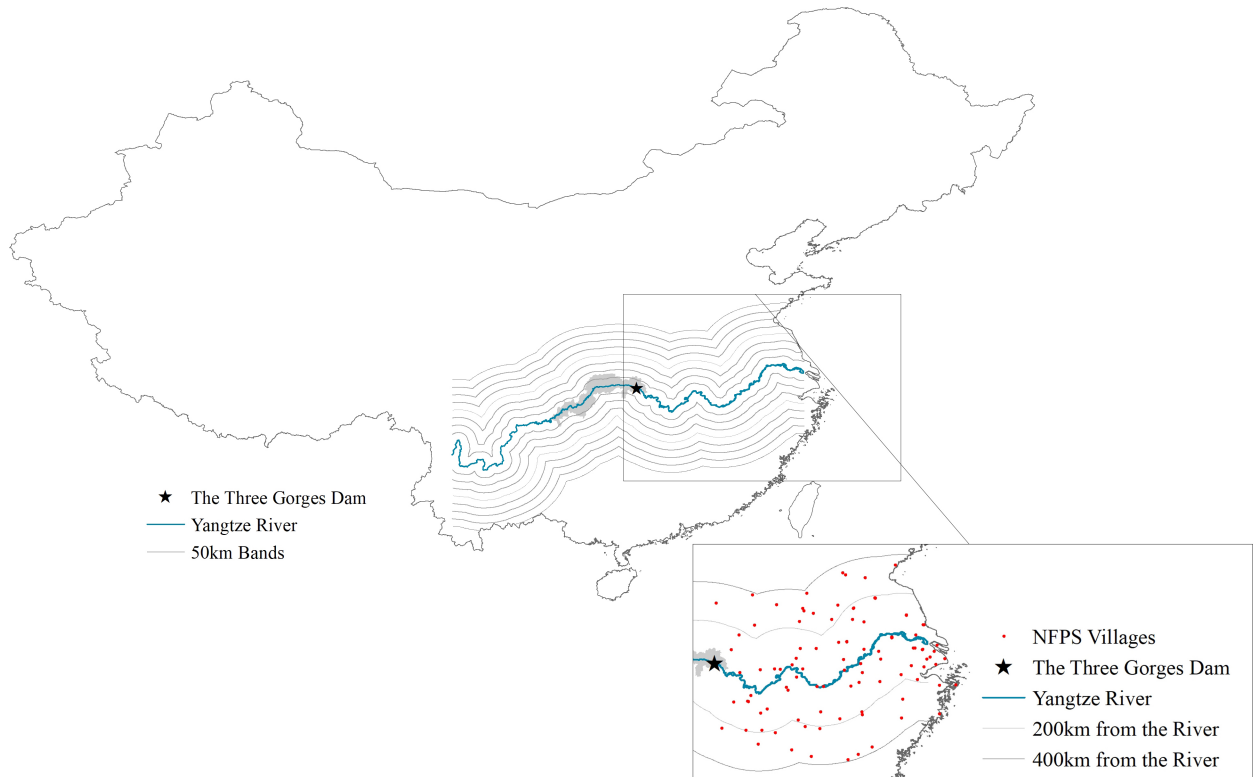 The Three Gorges Dam
Yangtze River
50km Bands
NFPS Villages
The Three Gorges Dam
Yangtze River
200km from the River
400km from the River